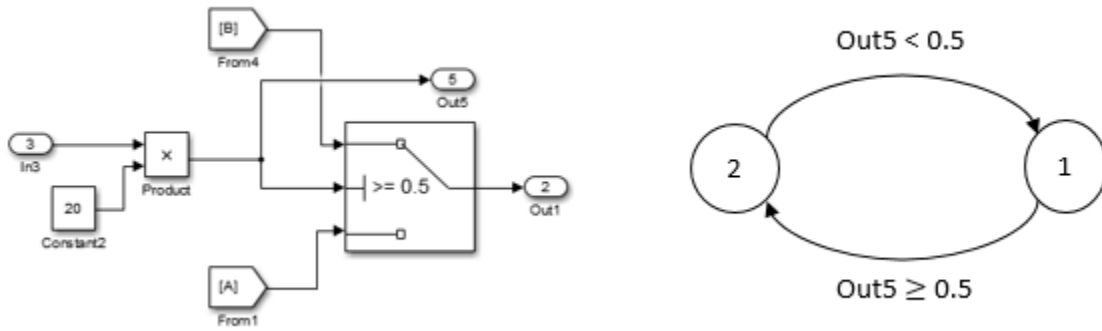 [B]
From4
5
Out5
3
In3
×
Product
20
Constant2
>= 0.5
2
Out1
[A]
From1
Out5 < 0.5
2
1
Out5 ≥ 0.5